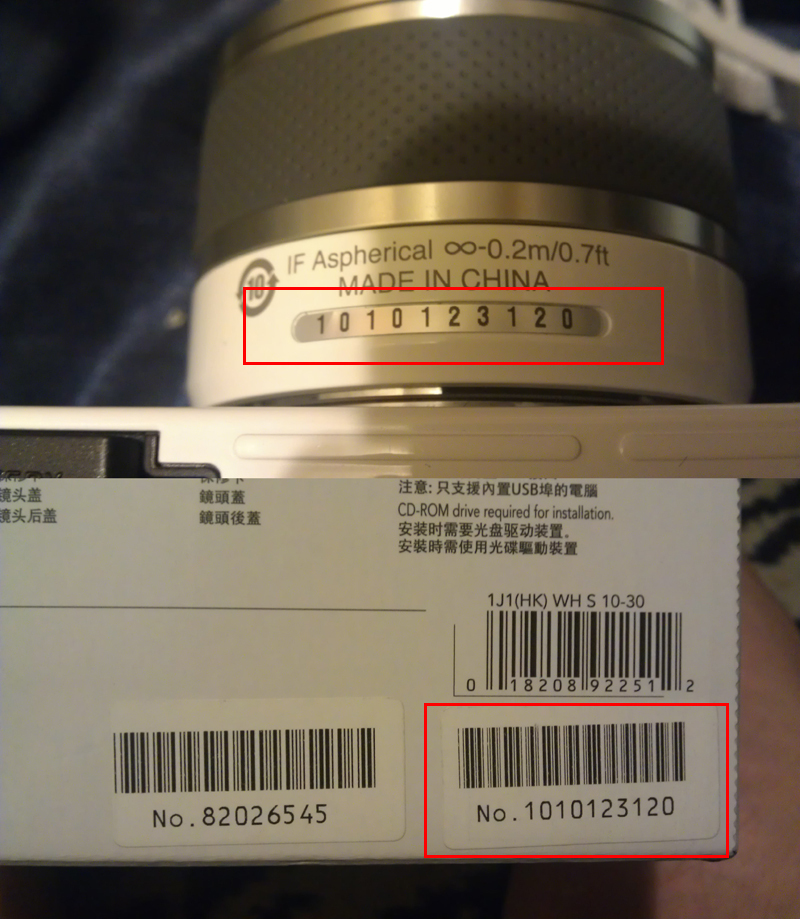 IF Aspherical ∞-0.2m/0.7ft
10
MADE IN CHINA
1010123120
镜头盖
鏡頭蓋
镜头后盖
鏡頭後蓋
注意: 只支援內置USB埠的電腦
CD-ROM drive required for installation.
安装时需要光盘驱动装置。
安裝時需使用光碟驅動裝置
1J1(HK) WH S 10-30
0 18208 92251 2
No.82026545
No.1010123120